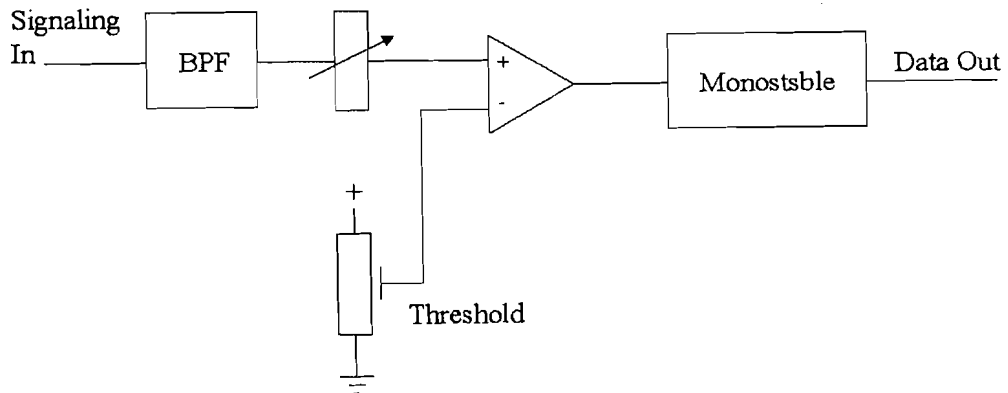 Signaling
In
BPF
+
-
Monostsble
Data Out
+
Threshold